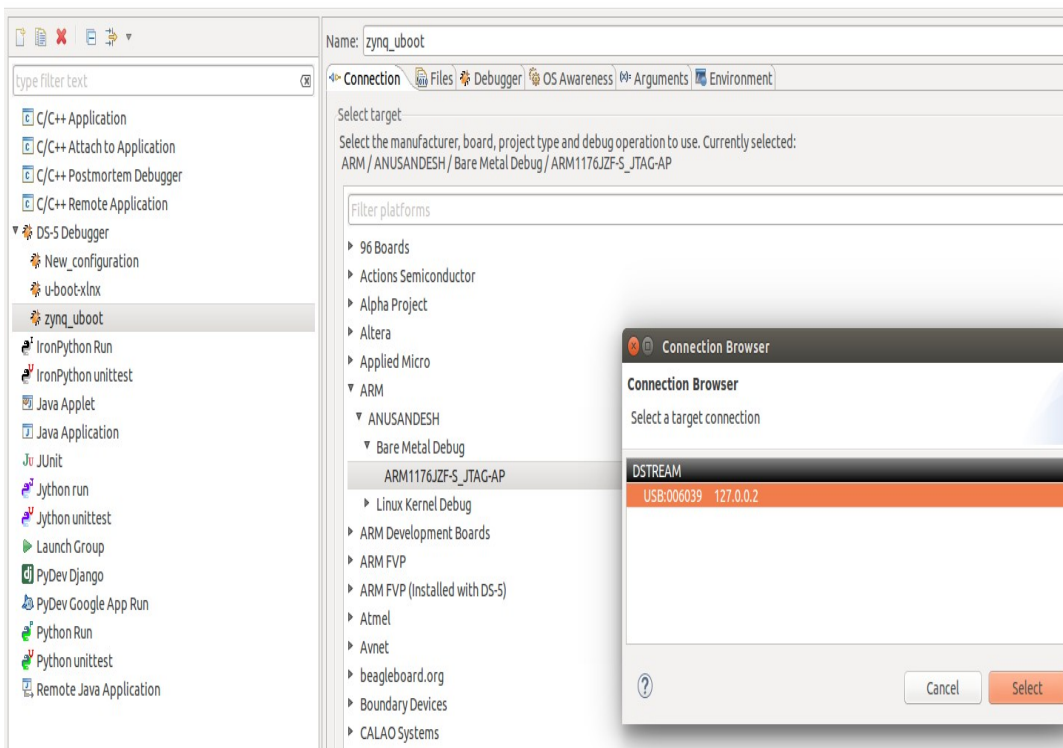 type filter text
C/C++ Application
C/C++ Attach to Application
C/C++ Postmortem Debugger
C/C++ Remote Application
DS-5 Debugger
New_configuration
u-boot-xlnx
zynq_uboot
IronPython Run
IronPython unittest
Java Applet
Java Application
Ju JUnit
Jython run
Jython unittest
Launch Group
dj PyDev Django
PyDev Google App Run
Python Run
Python unittest
Remote Java Application
Name: zynq_uboot
Connection Files Debugger OS Awareness Arguments Environment
Select target
Select the manufacturer, board, project type and debug operation to use. Currently selected:
ARM / ANUSANDESH / Bare Metal Debug / ARM1176JZF-S_JTAG-AP
Filter platforms
96 Boards
Actions Semiconductor
Alpha Project
Altera
Applied Micro
ARM
ANUSANDESH
Bare Metal Debug
ARM1176JZF-S_JTAG-AP
Linux Kernel Debug
ARM Development Boards
ARM FVP
ARM FVP (Installed with DS-5)
Atmel
Avnet
beagleboard.org
Boundary Devices
CALAO Systems
Connection Browser
Connection Browser
Select a target connection
DSTREAM
USB:006039 127.0.0.2
Cancel Select